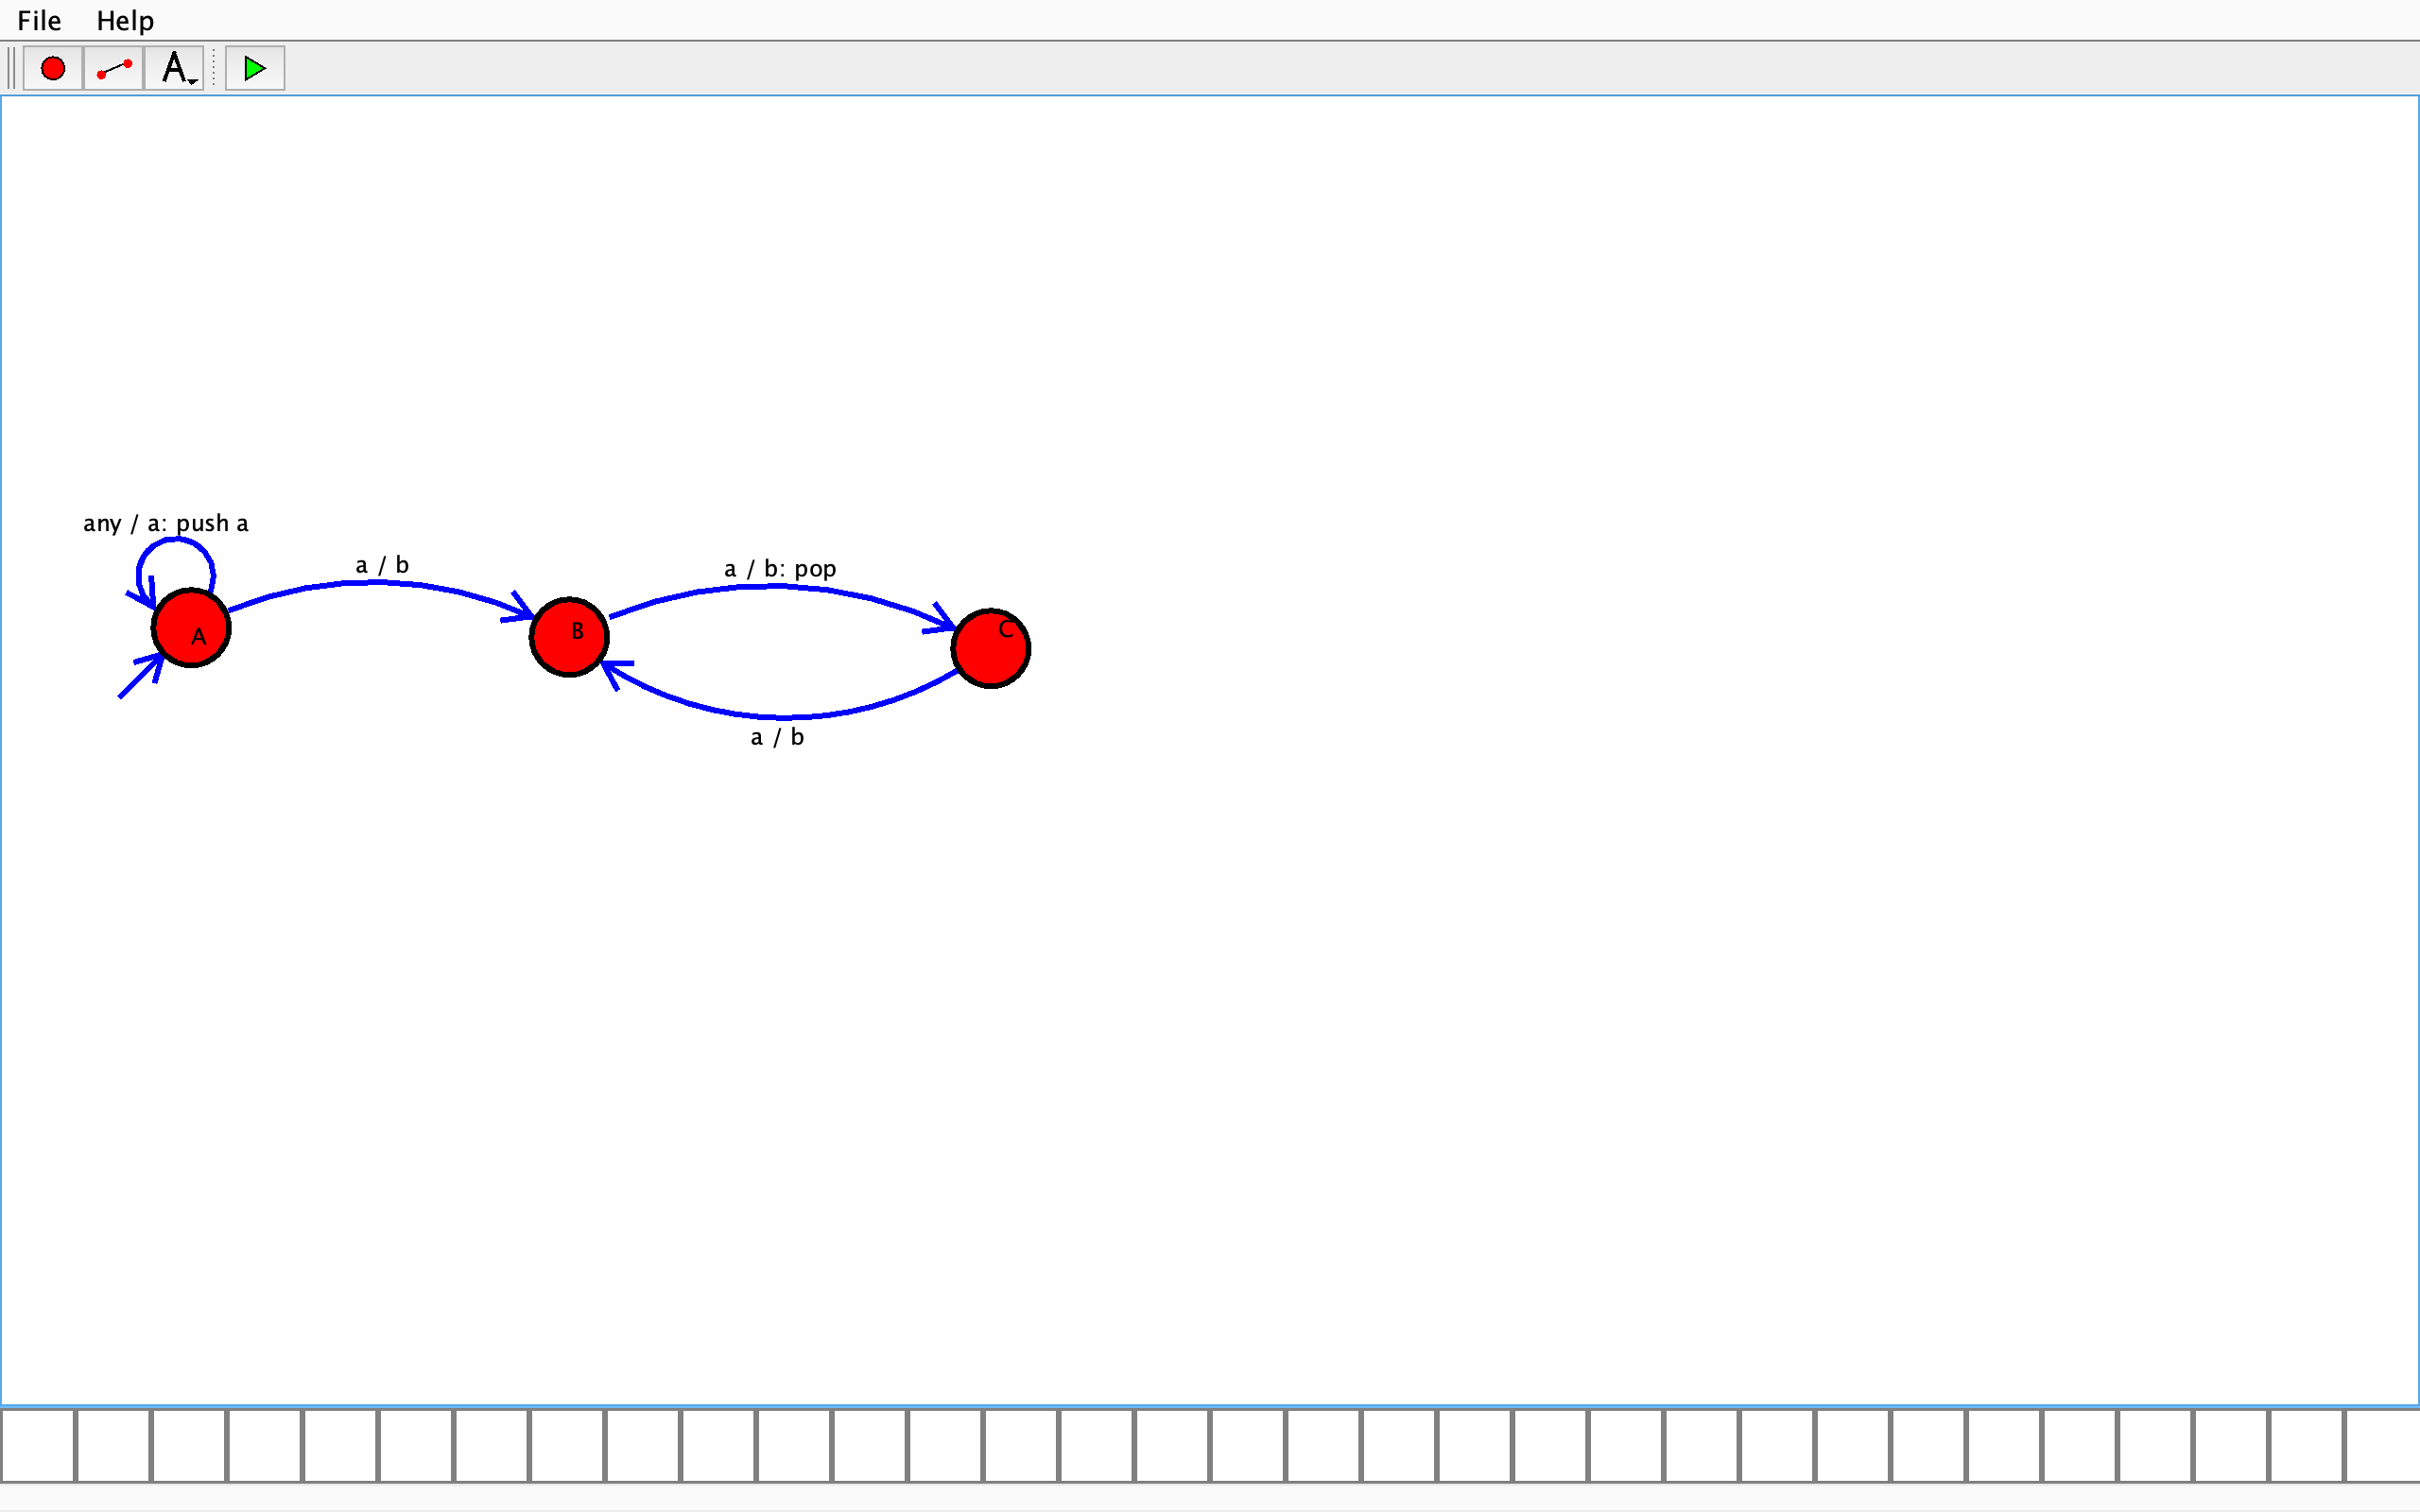 File Help
A
any / a: push a
a / b
a / b: pop
A
B
C
a / b